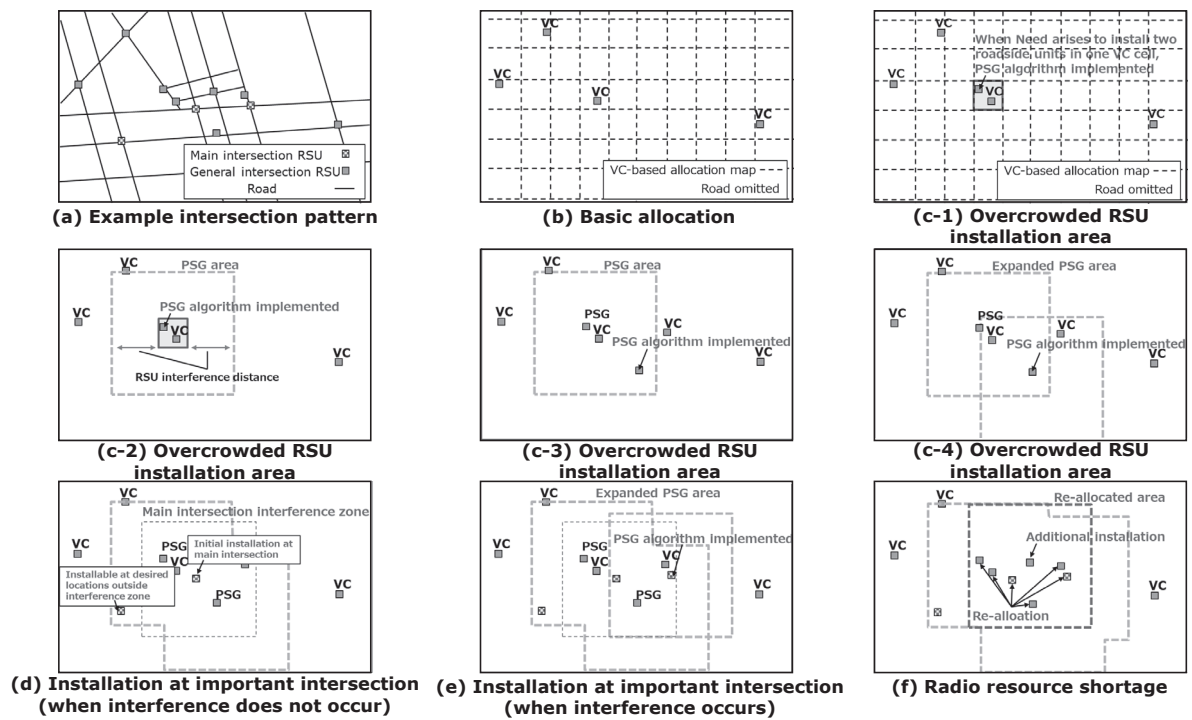 Main intersection RSU
General intersection RSU
Road
(a) Example intersection pattern
VC
VC
VC
VC
VC-based allocation map
Road omitted
(b) Basic allocation
VC
When Need arises to install two
roadside units in one VC cell,
PSG algorithm implemented
VC
VC
VC
VC-based allocation map
Road omitted
(c-1) Overcrowded RSU
installation area
VC
PSG area
VC
PSG algorithm implemented
VC
VC
RSU interference distance
(c-2) Overcrowded RSU
installation area
VC
PSG area
VC
PSG
VC
VC
PSG algorithm implemented
VC
(c-3) Overcrowded RSU
installation area
VC
Expanded PSG area
VC
PSG
VC
VC
PSG algorithm implemented
VC
(c-4) Overcrowded RSU
installation area
VC
Main intersection interference zone
VC
PSG
Initial installation at
main intersection
VC
Installable at desired
locations outside
interference zone
VC
PSG
(d) Installation at important intersection
(when interference does not occur)
VC
Expanded PSG area
PSG algorithm implemented
VC
PSG
VC
VC
VC
PSG
(e) Installation at important intersection
(when interference occurs)
VC
Re-allocated area
Additional installation
VC
VC
Re-alloation
(f) Radio resource shortage